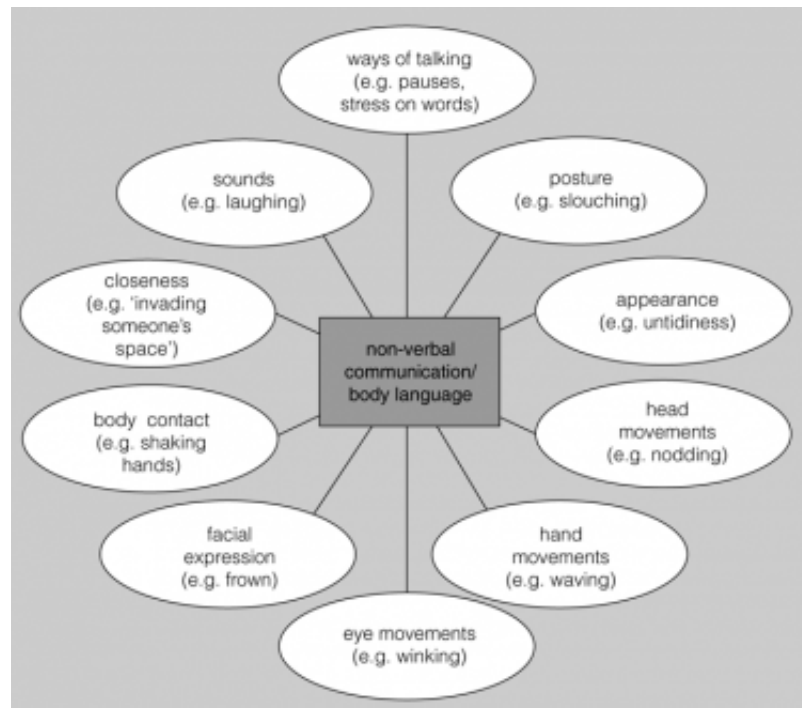 ways of talking
(e.g. pauses,
stress on words)
sounds
(e.g. laughing)
posture
(e.g. slouching)
closeness
(e.g. 'invading
someone's
space')
appearance
(e.g. untidiness)
non-verbal
communication/
body language
body contact
(e.g. shaking
hands)
head
movements
(e.g. nodding)
facial
expression
(e.g. frown)
hand
movements
(e.g. waving)
eye movements
(e.g. winking)